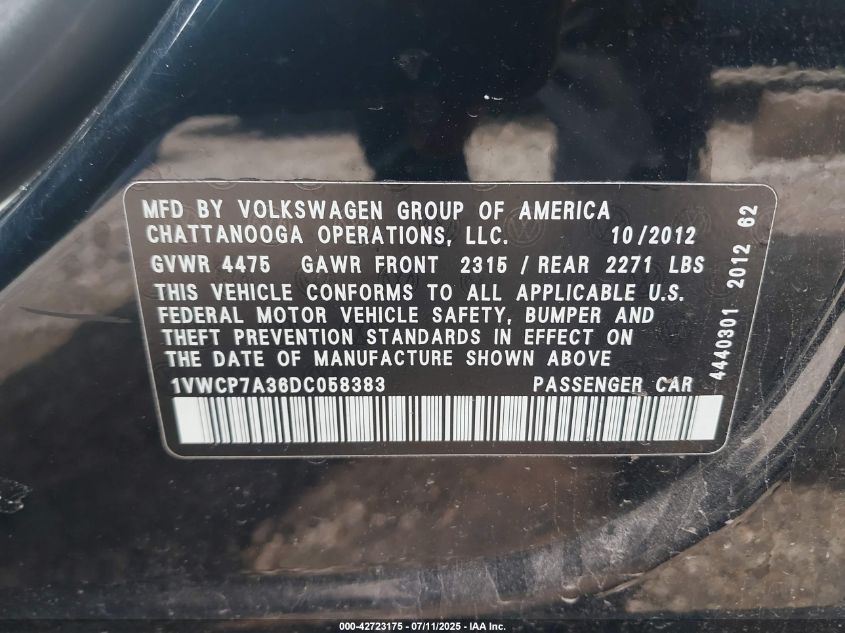 MFD BY VOLKSWAGEN GROUP OF AMERICA
CHATTANOOGA OPERATIONS, LLC. 10/2012
GVWR 4475 GAWR FRONT 2315 / REAR 2271 LBS
THIS VEHICLE CONFORMS TO ALL APPLICABLE U.S.
FEDERAL MOTOR VEHICLE SAFETY, BUMPER AND
THEFT PREVENTION STANDARDS IN EFFECT ON
THE DATE OF MANUFACTURE SHOWN ABOVE
1VWCP7A36DC058383 PASSENGER CAR
4440301 2012 62
000-42723175 - 07/11/2025 - IAA Inc.